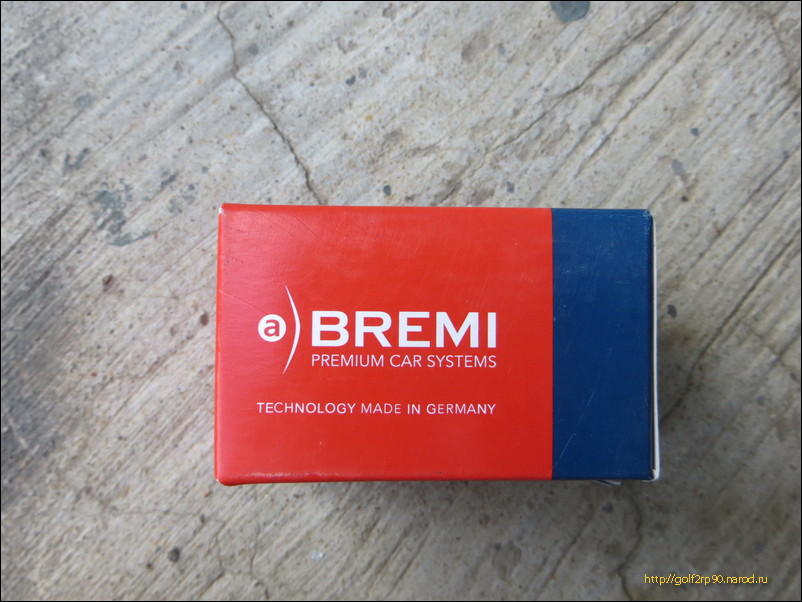 a) BREMI
PREMIUM CAR SYSTEMS
TECHNOLOGY MADE IN GERMANY
http://golf2rp90.narod.ru